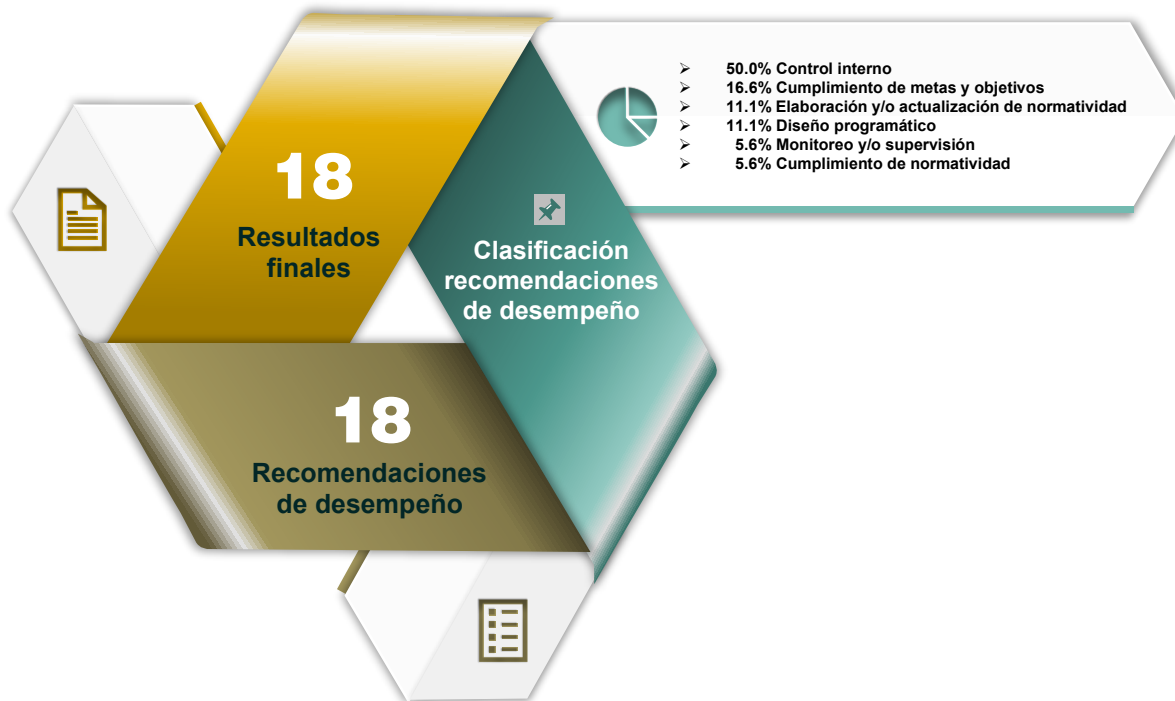 18
Resultados
finales
18
Recomendaciones
de desempeño
Clasificación
recomendaciones
de desempeño
➢ 50.0% Control interno
➢ 16.6% Cumplimiento de metas y objetivos
➢ 11.1% Elaboración y/o actualización de normatividad
➢ 11.1% Diseño programático
➢ 5.6% Monitoreo y/o supervisión
➢ 5.6% Cumplimiento de normatividad